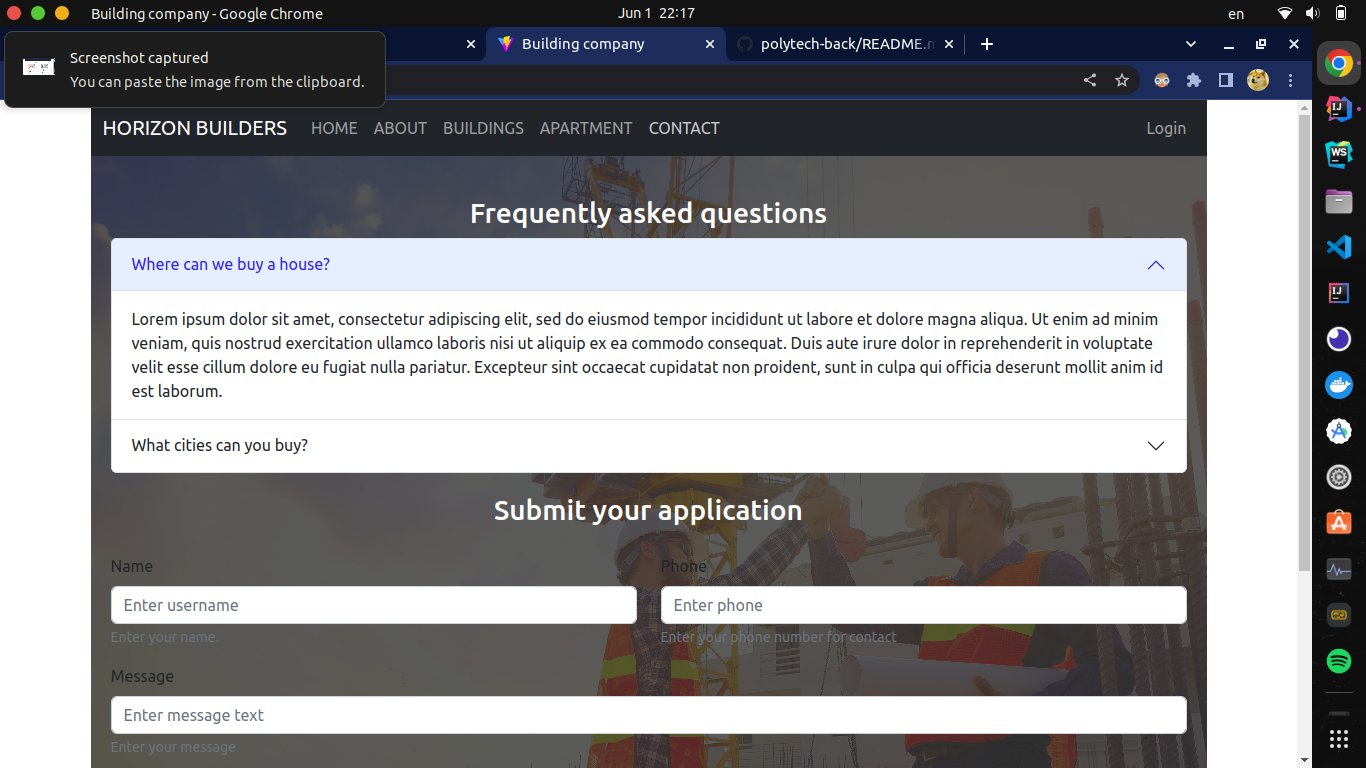 Building company - Google Chrome
Jun 1 22:17
en
Screenshot captured
You can paste the image from the clipboard.
Building company
polytech-back/README.m
HORIZON BUILDERS
HOME
ABOUT
BUILDINGS
APARTMENT
CONTACT
Login
Frequently asked questions
Where can we buy a house?
Lorem ipsum dolor sit amet, consectetur adipiscing elit, sed do eiusmod tempor incididunt ut labore et dolore magna aliqua. Ut enim ad minim
veniam, quis nostrud exercitation ullamco laboris nisi ut aliquip ex ea commodo consequat. Duis aute irure dolor in reprehenderit in voluptate
velit esse cillum dolore eu fugiat nulla pariatur. Excepteur sint occaecat cupidatat non proident, sunt in culpa qui officia deserunt mollit anim id
est laborum.
What cities can you buy?
Submit your application
Name
Phone
Enter username
Enter phone
Enter your name.
Enter your phone number for contact
Message
Enter message text
Enter your message
IJ
WS
IJ